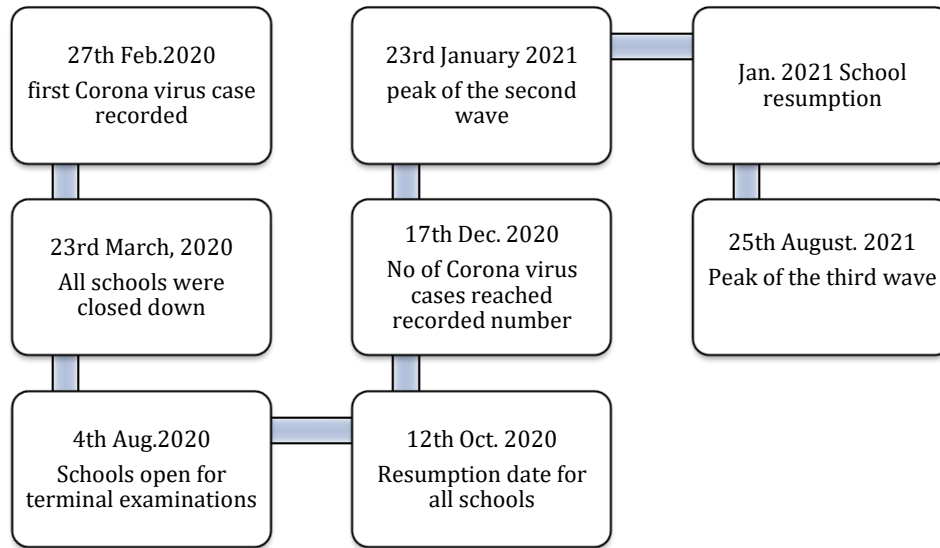 27th Feb.2020
first Corona virus case
recorded
23rd March, 2020
All schools were
closed down
4th Aug.2020
Schools open for
terminal examinations
12th Oct. 2020
Resumption date for
all schools
17th Dec. 2020
No of Corona virus
cases reached
recorded number
23rd January 2021
peak of the second
wave
Jan. 2021 School
resumption
25th August. 2021
Peak of the third wave